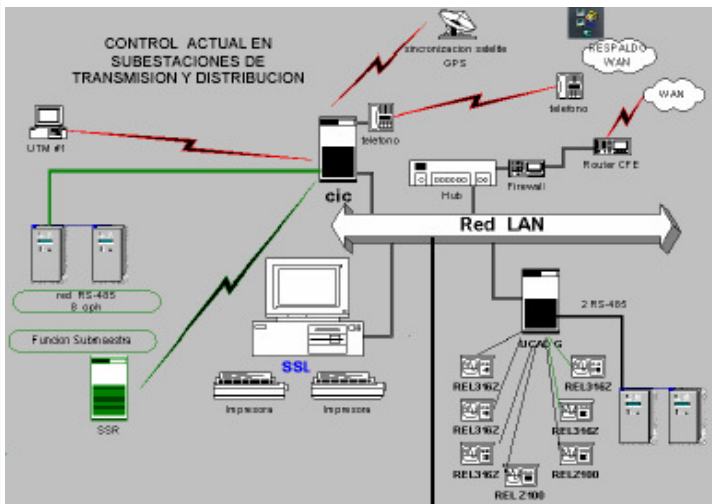 CONTROL ACTUAL EN
SUBESTACIONES DE
TRANSMISION Y DISTRIBUCION
sincronizacion satelite
GPS
RESPALDO
WAN
telefono
WAN
UTM #1
telefono
cic
Hub
Firewall
Router CFE
Red LAN
red RS-485
8 oph
Funcion Submaestra
SSR
SSL
Impresora
Impresora
2 RS-485
REL316Z
REL316Z
REL316Z
REL316Z
REL316Z
RELZ100
REL Z100